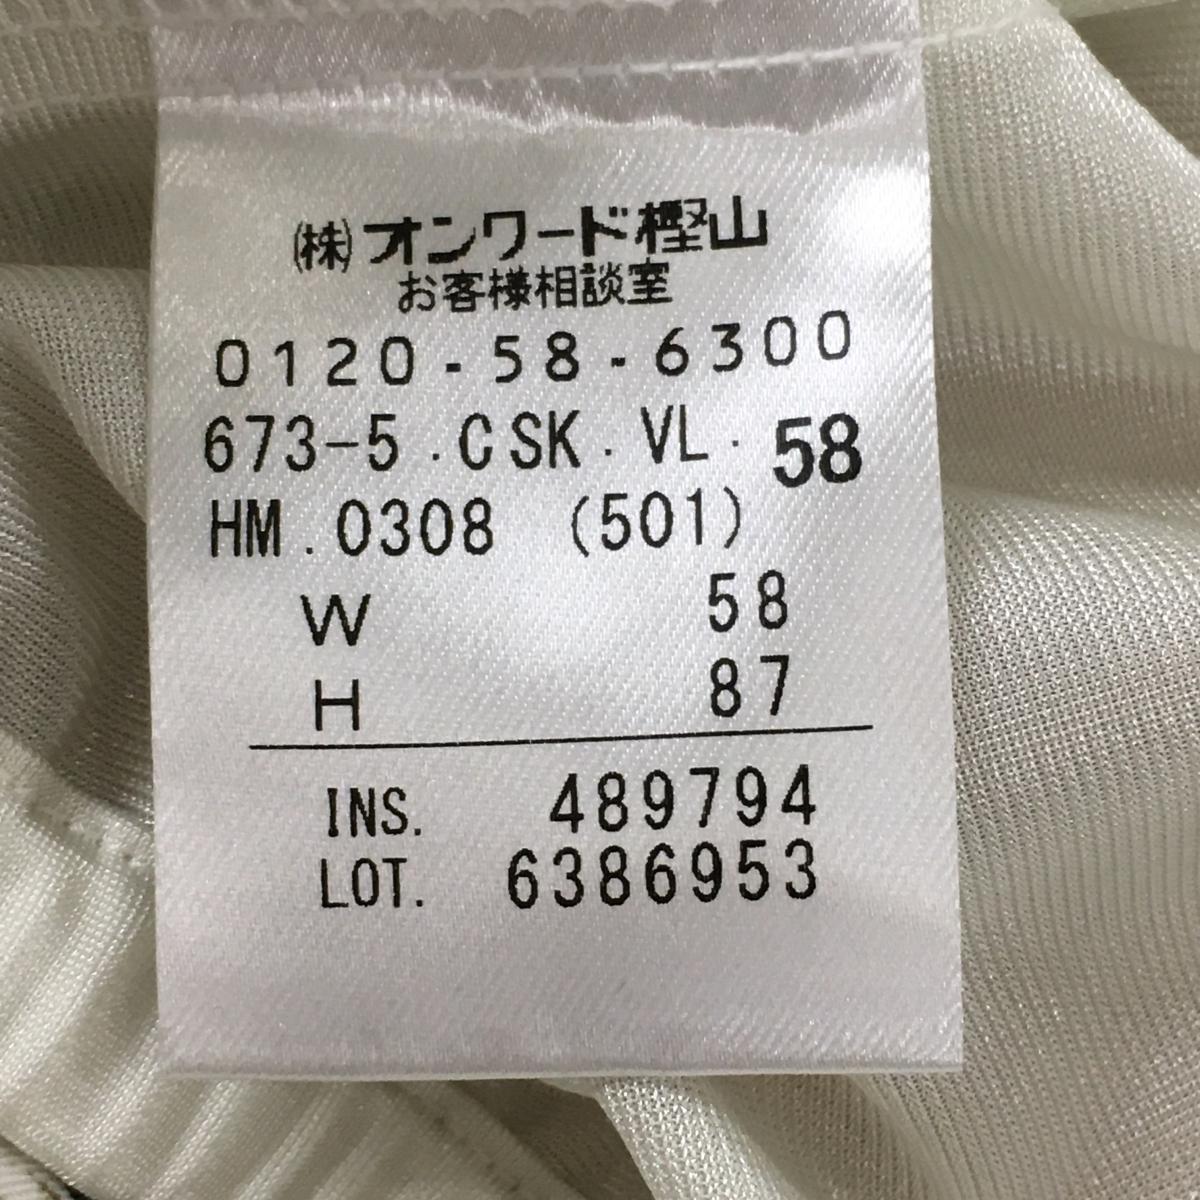 ㈱オンワード樫山
お客様相談室
0120-58-6300
673-5.CSK.VL.58
HM.0308 (501)
W 58
H 87
INS. 489794
LOT. 6386953